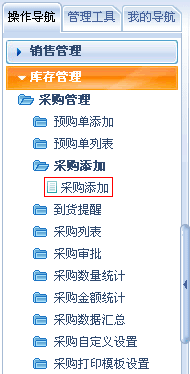 操作导航 管理工具 我的导航
销售管理
库存管理
采购管理
预购单添加
预购单列表
采购添加
采购添加
到货提醒
采购列表
采购审批
采购数量统计
采购金额统计
采购数据汇总
采购自定义设置
采购打印模板设置